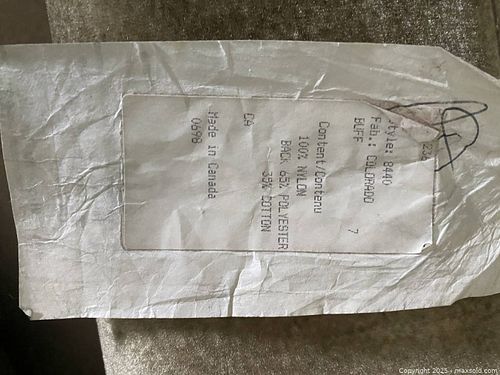 Style: 8440
Fab.: COLORADO 7
BUFF
Content/Contenu
100% NYLON
BACK 65% POLYESTER
35% COTTON
CA
Made in Canada
0698
Copyright 2025 - maxsold.com